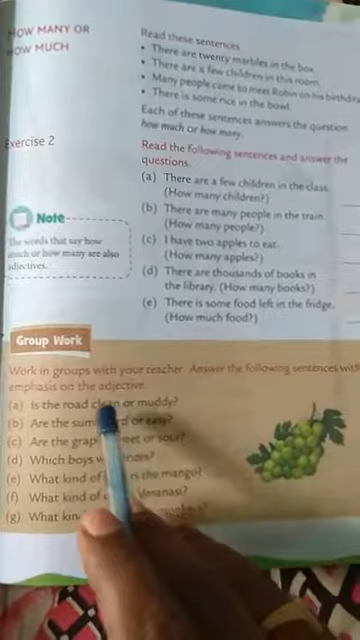 HOW MANY OR
HOW MUCH
Read these sentences
• There are twenty marbles in the box
• There are a few children in this room
• Many people came to meet Robin on his birthday
• There is some rice in the bowl.
Each of these sentences answers the question
how much or how many.
Exercise 2
Read the following sentences and answer the
questions.
(a) There are a few children in the class.
(How many children?)
(b) There are many people in the train.
(How many people?)
(c) I have two apples to eat.
(How many apples?)
(d) There are thousands of books in
the library. (How many books?)
(e) There is some food left in the fridge.
(How much food?)
Note
The words that say how
much or how many are also
adjectives.
Group Work
Work in groups with your teacher. Answer the following sentences with
emphasis on the adjective.
(a) Is the road clean or muddy?
(b) Are the or easy?
(c) Are the or sour?
(d) Which boys
(e) What kind of is the mango?
(f) What kind of Varanasi?
(g) What